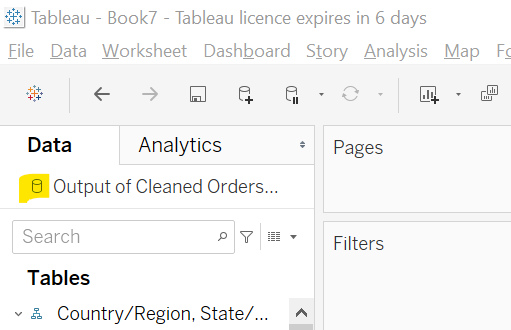 Tableau - Book7 - Tableau licence expires in 6 days
File Data Worksheet Dashboard Story Analysis Map
Data Analytics Pages
Output of Cleaned Orders...
Search Filters
Tables
Country/Region, State/...